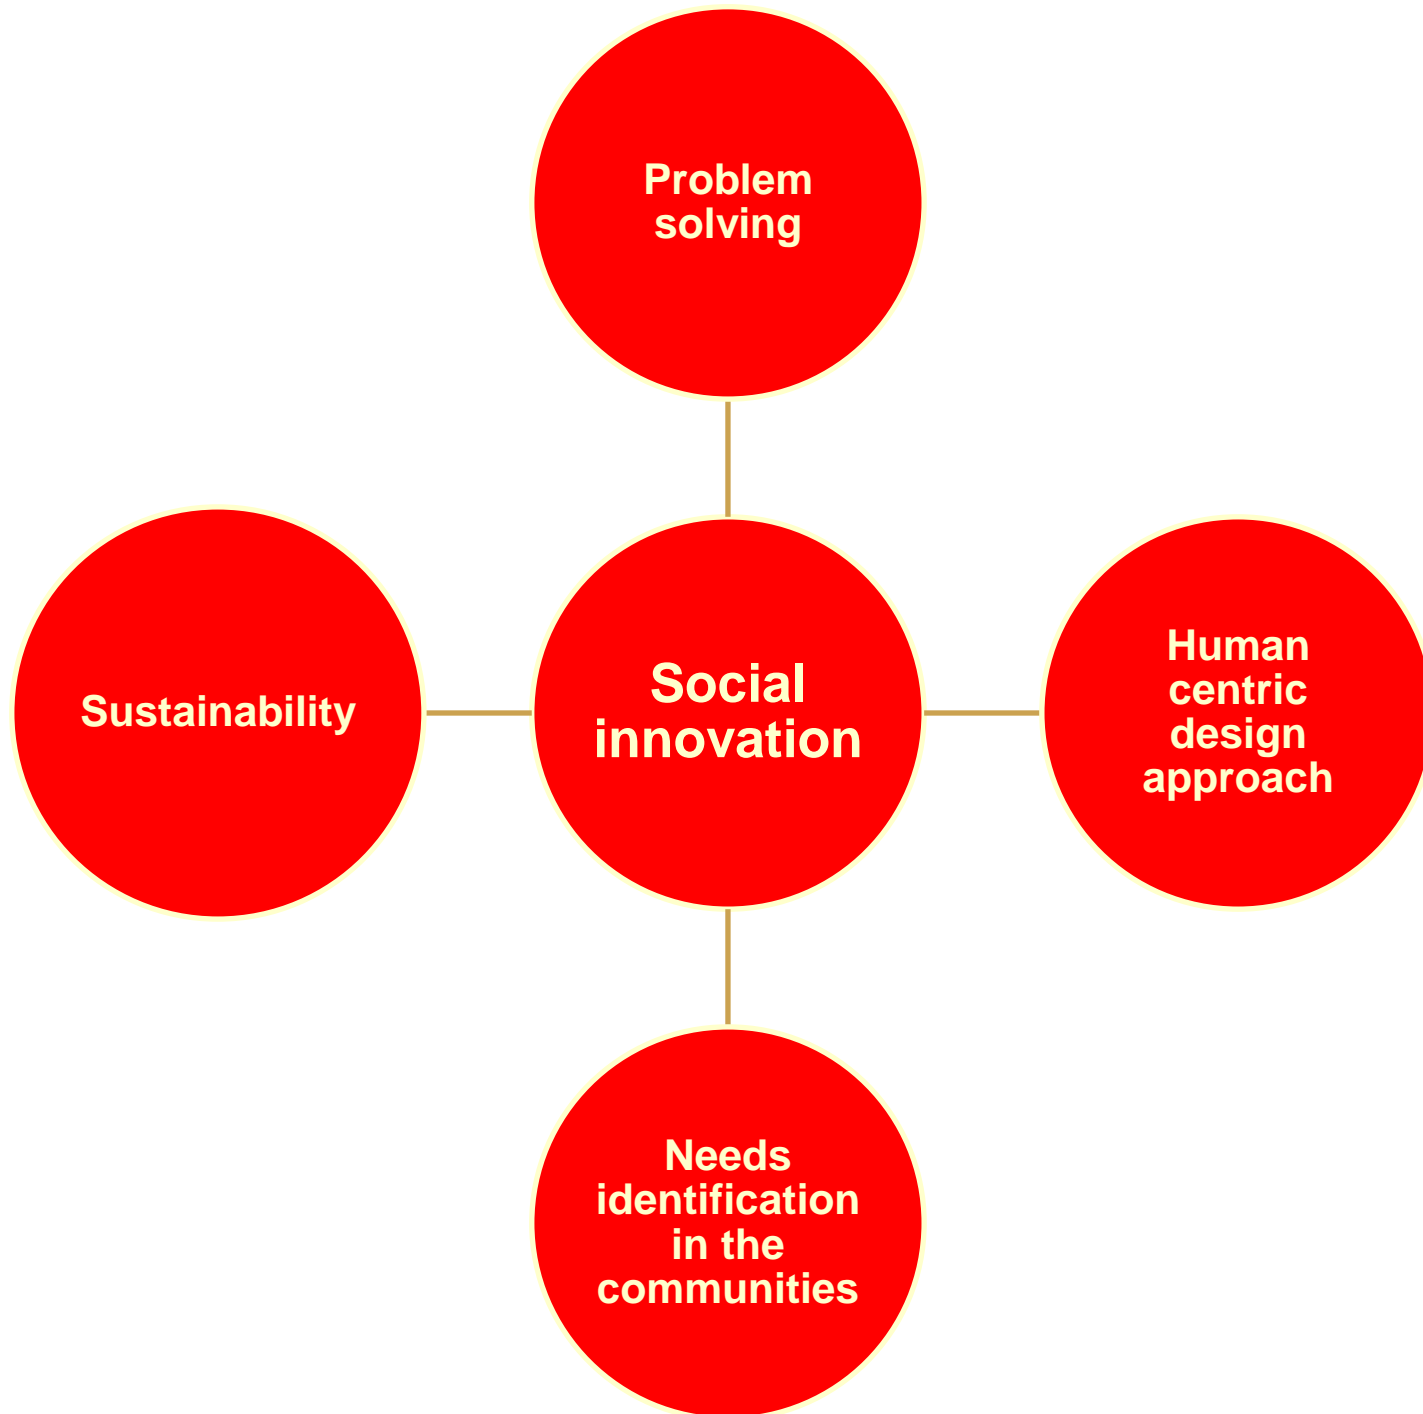 Problem
solving
Sustainability
Social
innovation
Human
centric
design
approach
Needs
identification
in the
communities